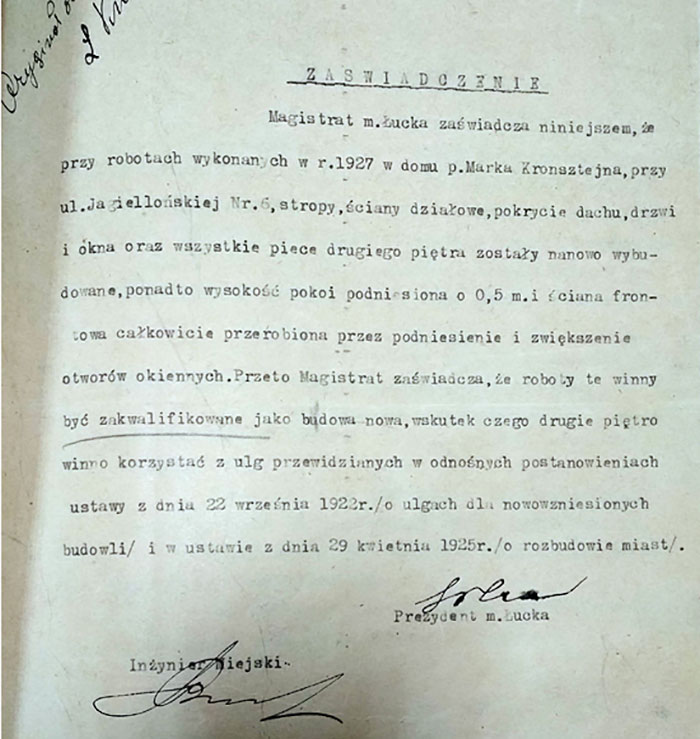 Oryginał
Z A Ś W I A D C Z E N I E
Magistrat m.Łucka zaświadcza niniejszem,że
przy robotach wykonanych w r.1927 w domu p.Marka Kronsztejna,przy
ul.Jagiellońskiej Nr.6,stropy,ściany działowe,pokrycie dachu,drzwi
i okna oraz wszystkie piece drugiego piętra zostały nanowo wybu-
dowane,ponadto wysokość pokoi podniesiona o 0,5 m.i ściana fron-
towa całkowicie przerobiona przez podniesienie i zwiększenie
otworów okiennych.Przeto Magistrat zaświadcza,że roboty te winny
być zakwalifikowane jako budowa nowa,wskutek czego drugie piętro
winno korzystać z ulg przewidzianych w odnośnych postanowieniach
ustawy z dnia 22 września 1922r./o ulgach dla nowowzniesionych
budowli/ i w ustawie z dnia 29 kwietnia 1925r./o rozbudowie miast/.
Prezydent m.Łucka
Inżynier Miejski